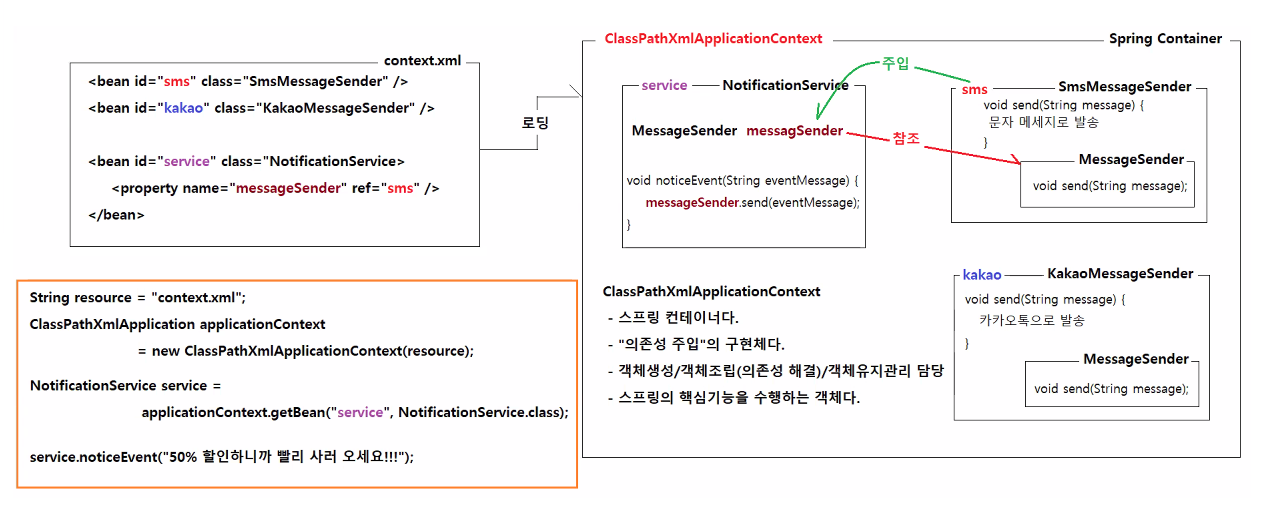 context.xml
<bean id="sms" class="SmsMessageSender" />
<bean id="kakao" class="KakaoMessageSender" />
<bean id="service" class="NotificationService>
<property name="messageSender" ref="sms" />
</bean>
로딩
String resource = "context.xml";
ClassPathXmlApplication applicationContext
= new ClassPathXmlApplicationContext(resource);
NotificationService service =
applicationContext.getBean("service", NotificationService.class);
service.noticeEvent("50% 할인하니까 빨리 사러 오세요!!!");
ClassPathXmlApplicationContext
Spring Container
service
NotificationService
MessageSender messagSender
void noticeEvent(String eventMessage) {
messageSender.send(eventMessage);
}
주입
참조
sms
SmsMessageSender
void send(String message) {
문자 메세지로 발송
}
MessageSender
void send(String message);
kakao
KakaoMessageSender
void send(String message) {
카카오톡으로 발송
}
MessageSender
void send(String message);
ClassPathXmlApplicationContext
- 스프링 컨테이너다.
- "의존성 주입"의 구현체다.
- 객체생성/객체조립(의존성 해결)/객체유지관리 담당
- 스프링의 핵심기능을 수행하는 객체다.